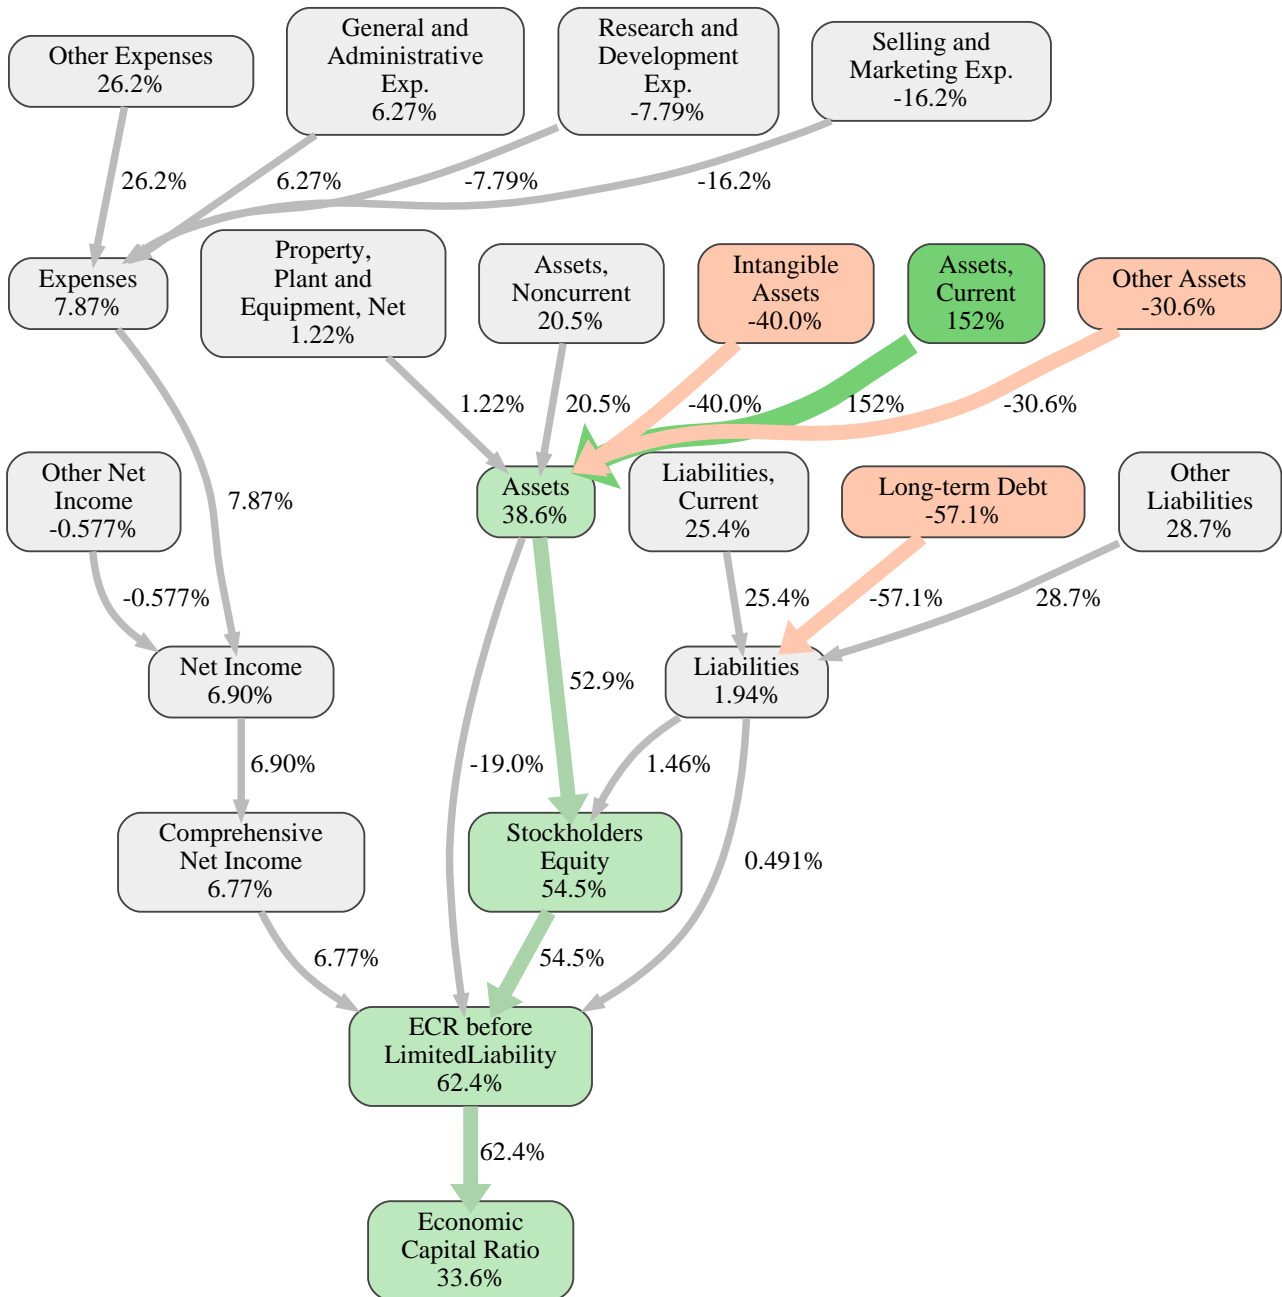 Other Expenses
26.2%
General and
Administrative
Exp.
6.27%
Research and
Development
Exp.
-7.79%
Selling and
Marketing Exp.
-16.2%
26.2%
6.27%
-7.79%
-16.2%
Expenses
7.87%
Property,
Plant and
Equipment, Net
1.22%
Assets,
Noncurrent
20.5%
Intangible
Assets
-40.0%
Assets,
Current
152%
Other Assets
-30.6%
1.22%
20.5%
-40.0%
152%
-30.6%
Other Net
Income
-0.577%
7.87%
Assets
38.6%
Liabilities,
Current
25.4%
Long-term Debt
-57.1%
Other
Liabilities
28.7%
-0.577%
25.4%
-57.1%
28.7%
Net Income
6.90%
52.9%
Liabilities
1.94%
6.90%
-19.0%
1.46%
Comprehensive
Net Income
6.77%
Stockholders
Equity
54.5%
0.491%
6.77%
54.5%
ECR before
LimitedLiability
62.4%
62.4%
Economic
Capital Ratio
33.6%